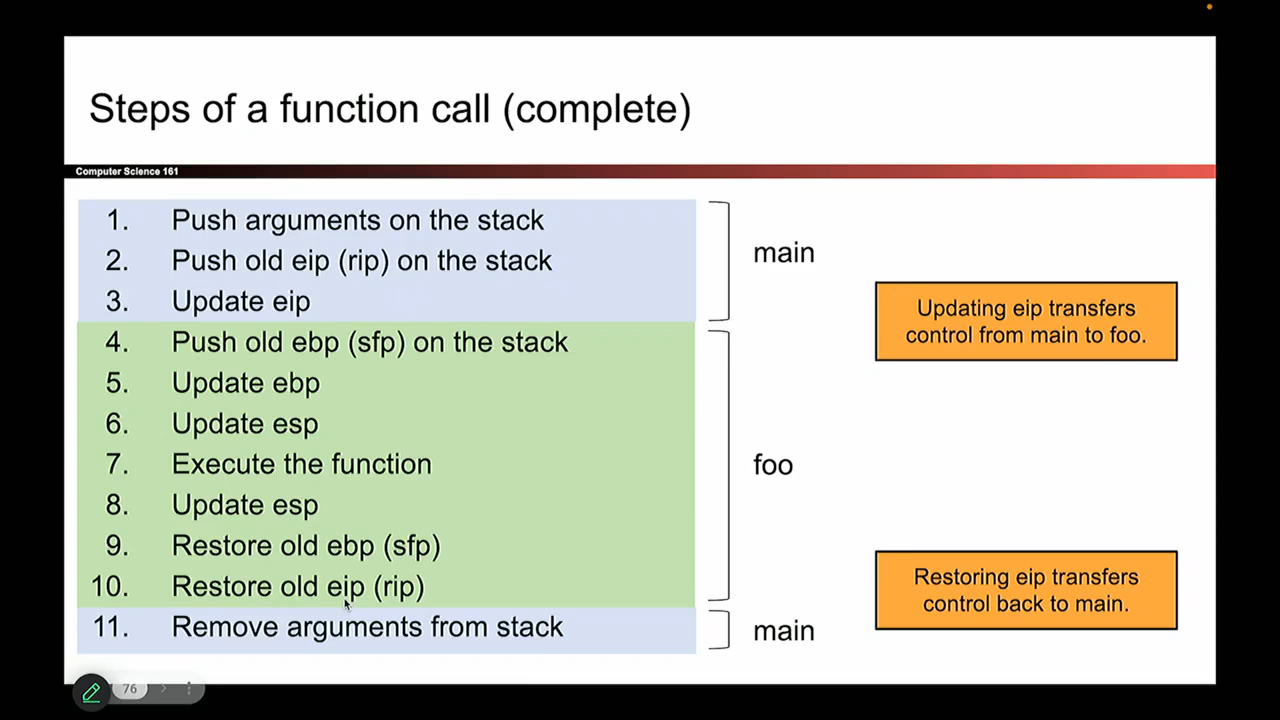 Steps of a function call (complete)
Computer Science 161
1. Push arguments on the stack
2. Push old eip (rip) on the stack
3. Update eip
4. Push old ebp (sfp) on the stack
5. Update ebp
6. Update esp
7. Execute the function
8. Update esp
9. Restore old ebp (sfp)
10. Restore old eip (rip)
11. Remove arguments from stack
main
foo
main
Updating eip transfers
control from main to foo.
Restoring eip transfers
control back to main.
76